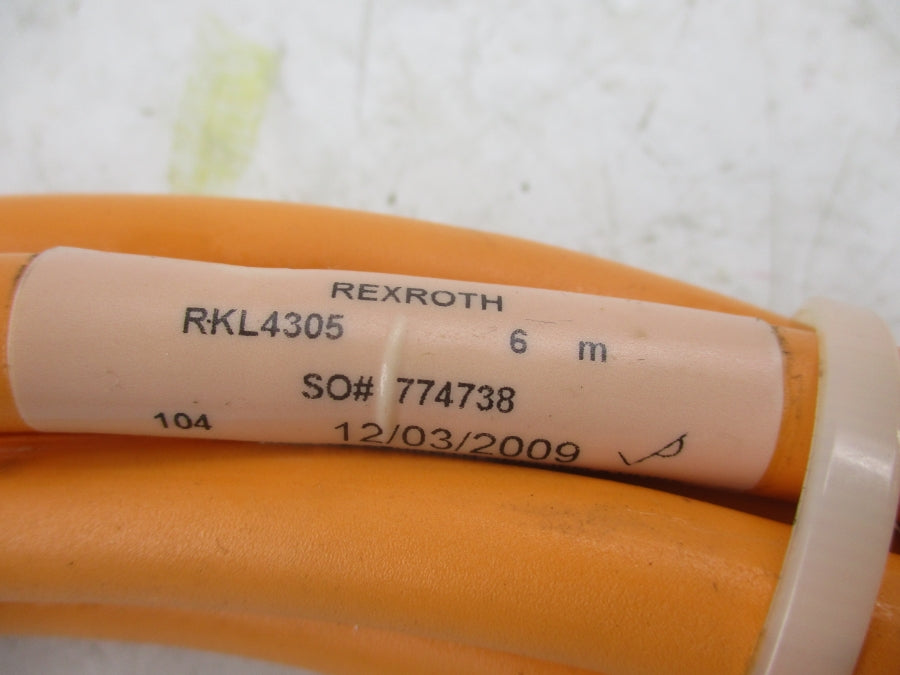 REXROTH
RKL4305 6 m
SO# 774738
104 12/03/2009